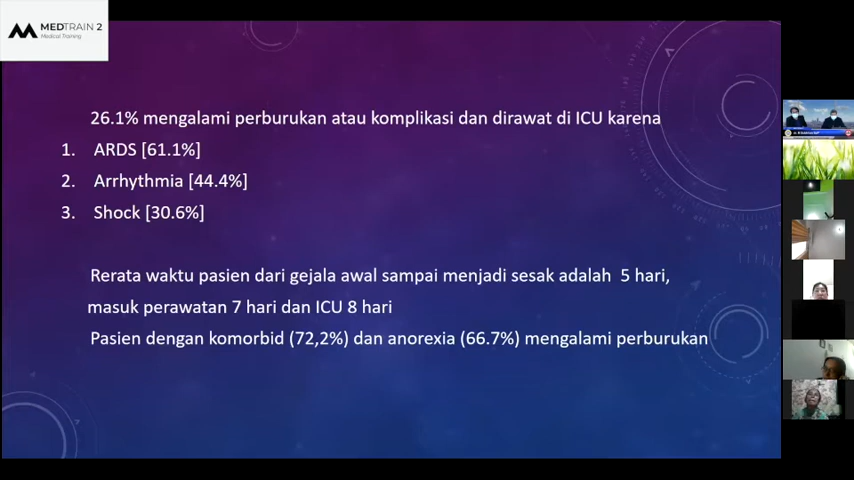 MEDTRAIN 2
Medical Training
26.1% mengalami perburukan atau komplikasi dan dirawat di ICU karena
1. ARDS [61.1%]
2. Arrhythmia [44.4%]
3. Shock [30.6%]
Rerata waktu pasien dari gejala awal sampai menjadi sesak adalah 5 hari,
masuk perawatan 7 hari dan ICU 8 hari
Pasien dengan komorbid (72,2%) dan anorexia (66.7%) mengalami perburukan